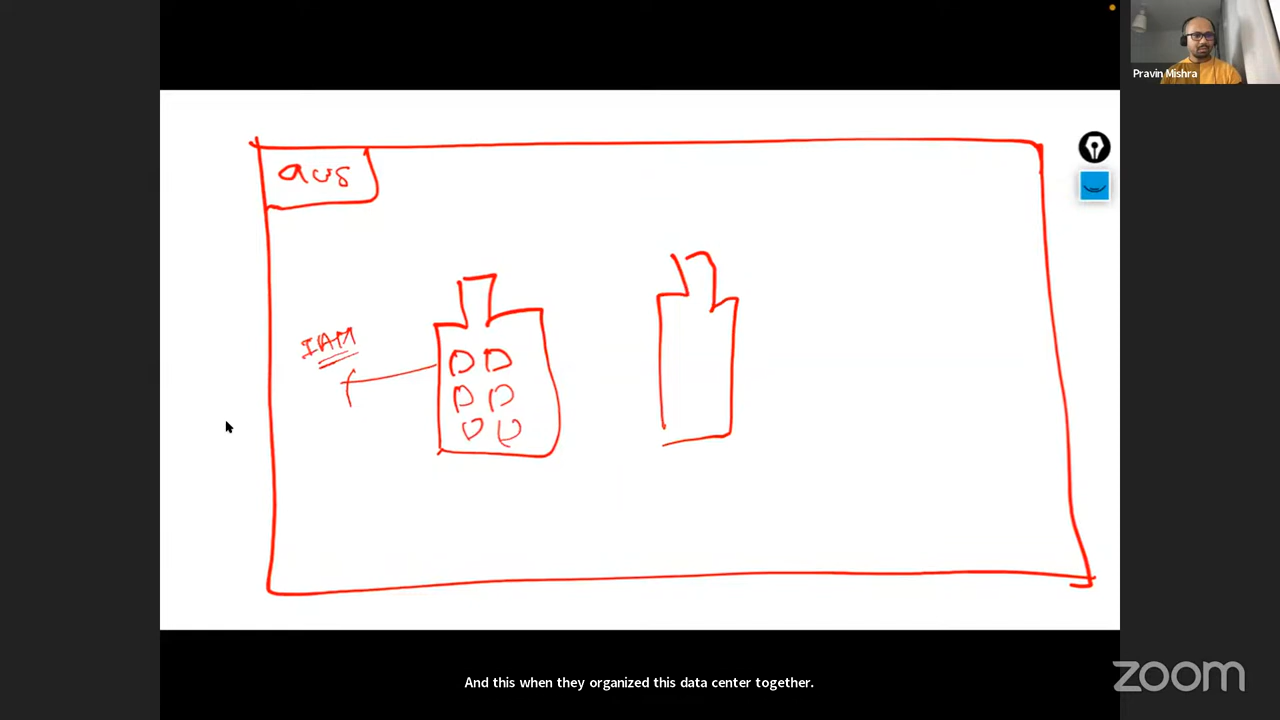 Pravin Mishra
aws
IAM
D D
D D
D D
And this when they organized this data center together.
zoom